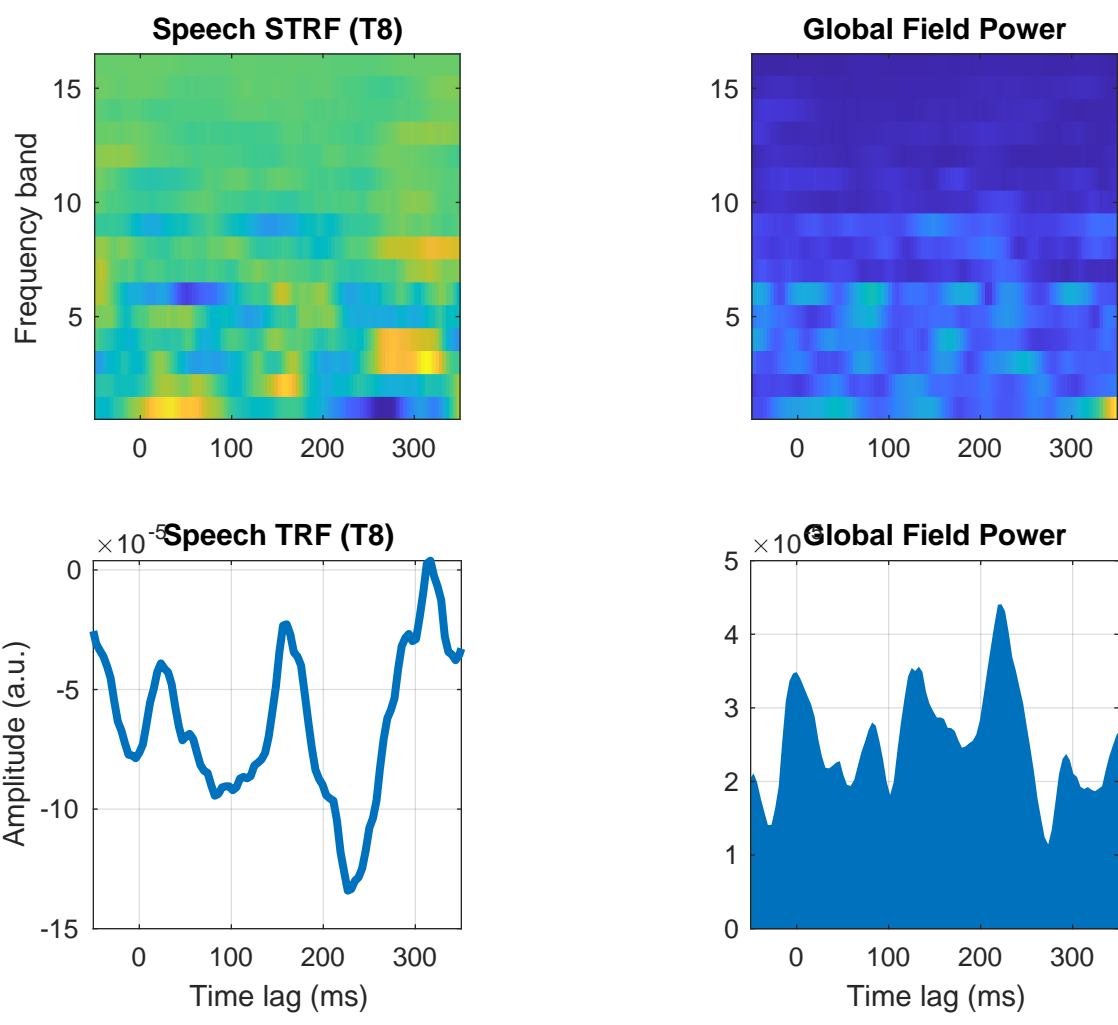 Speech STRF (T8)
Frequency band
15
10
5
0 100 200 300
Global Field Power
15
10
5
0 100 200 300
Speech TRF (T8)
×10-5
Amplitude (a.u.)
0
-5
-10
-15
0 100 200 300
Time lag (ms)
Global Field Power
×10-5
5
4
3
2
1
0
0 100 200 300
Time lag (ms)